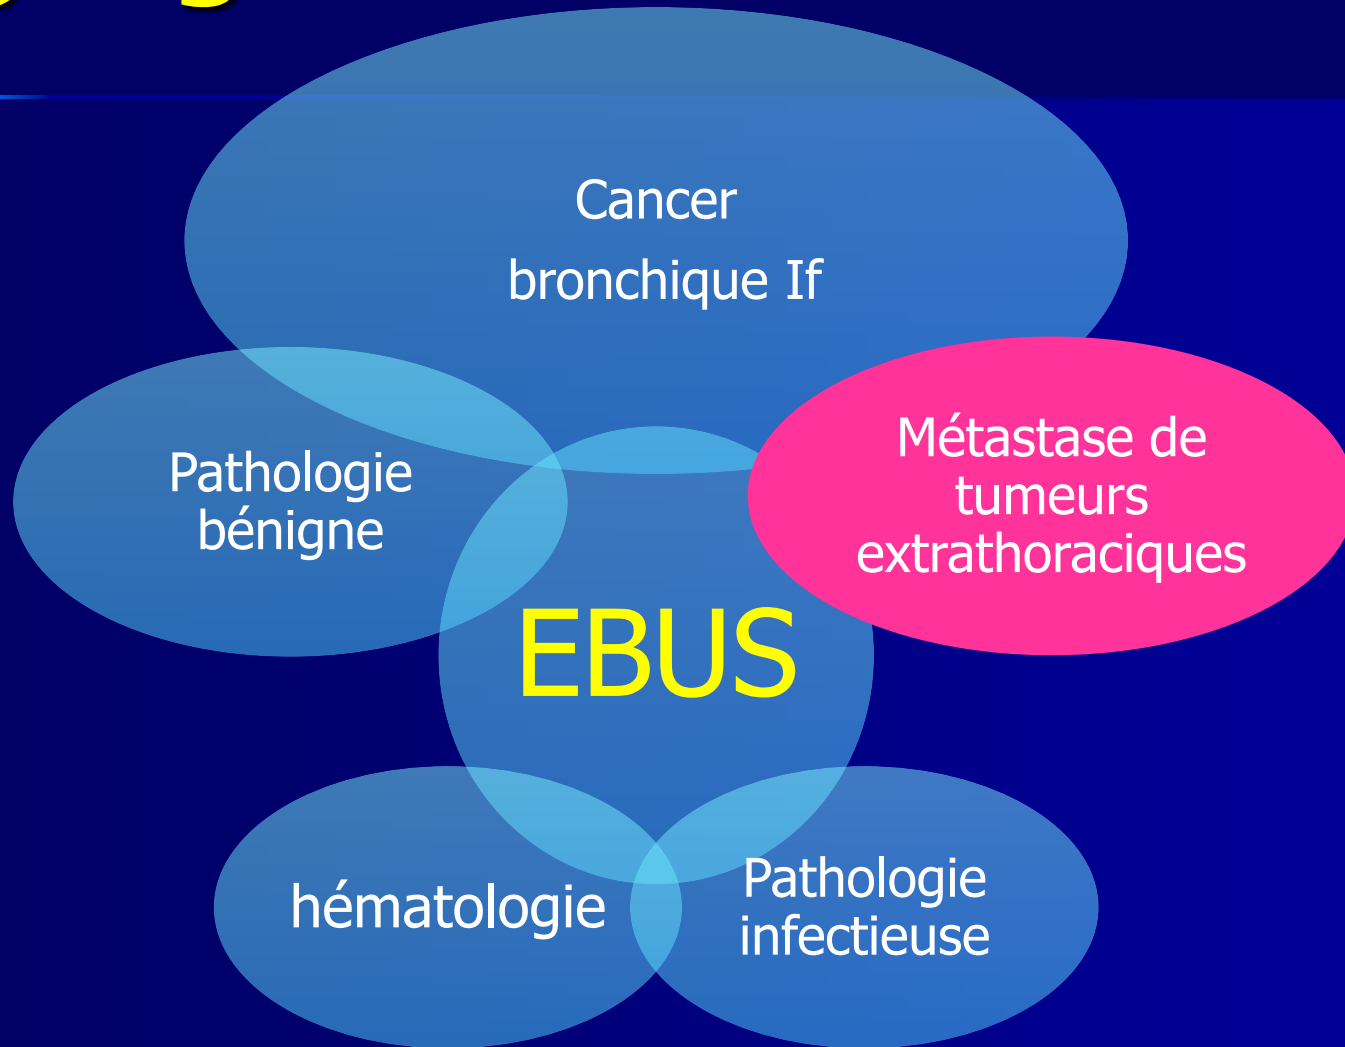 Cancer
bronchique If
Métastase de
tumeurs
extrathoraciques
Pathologie
bénigne
EBUS
hématologie
Pathologie
infectieuse